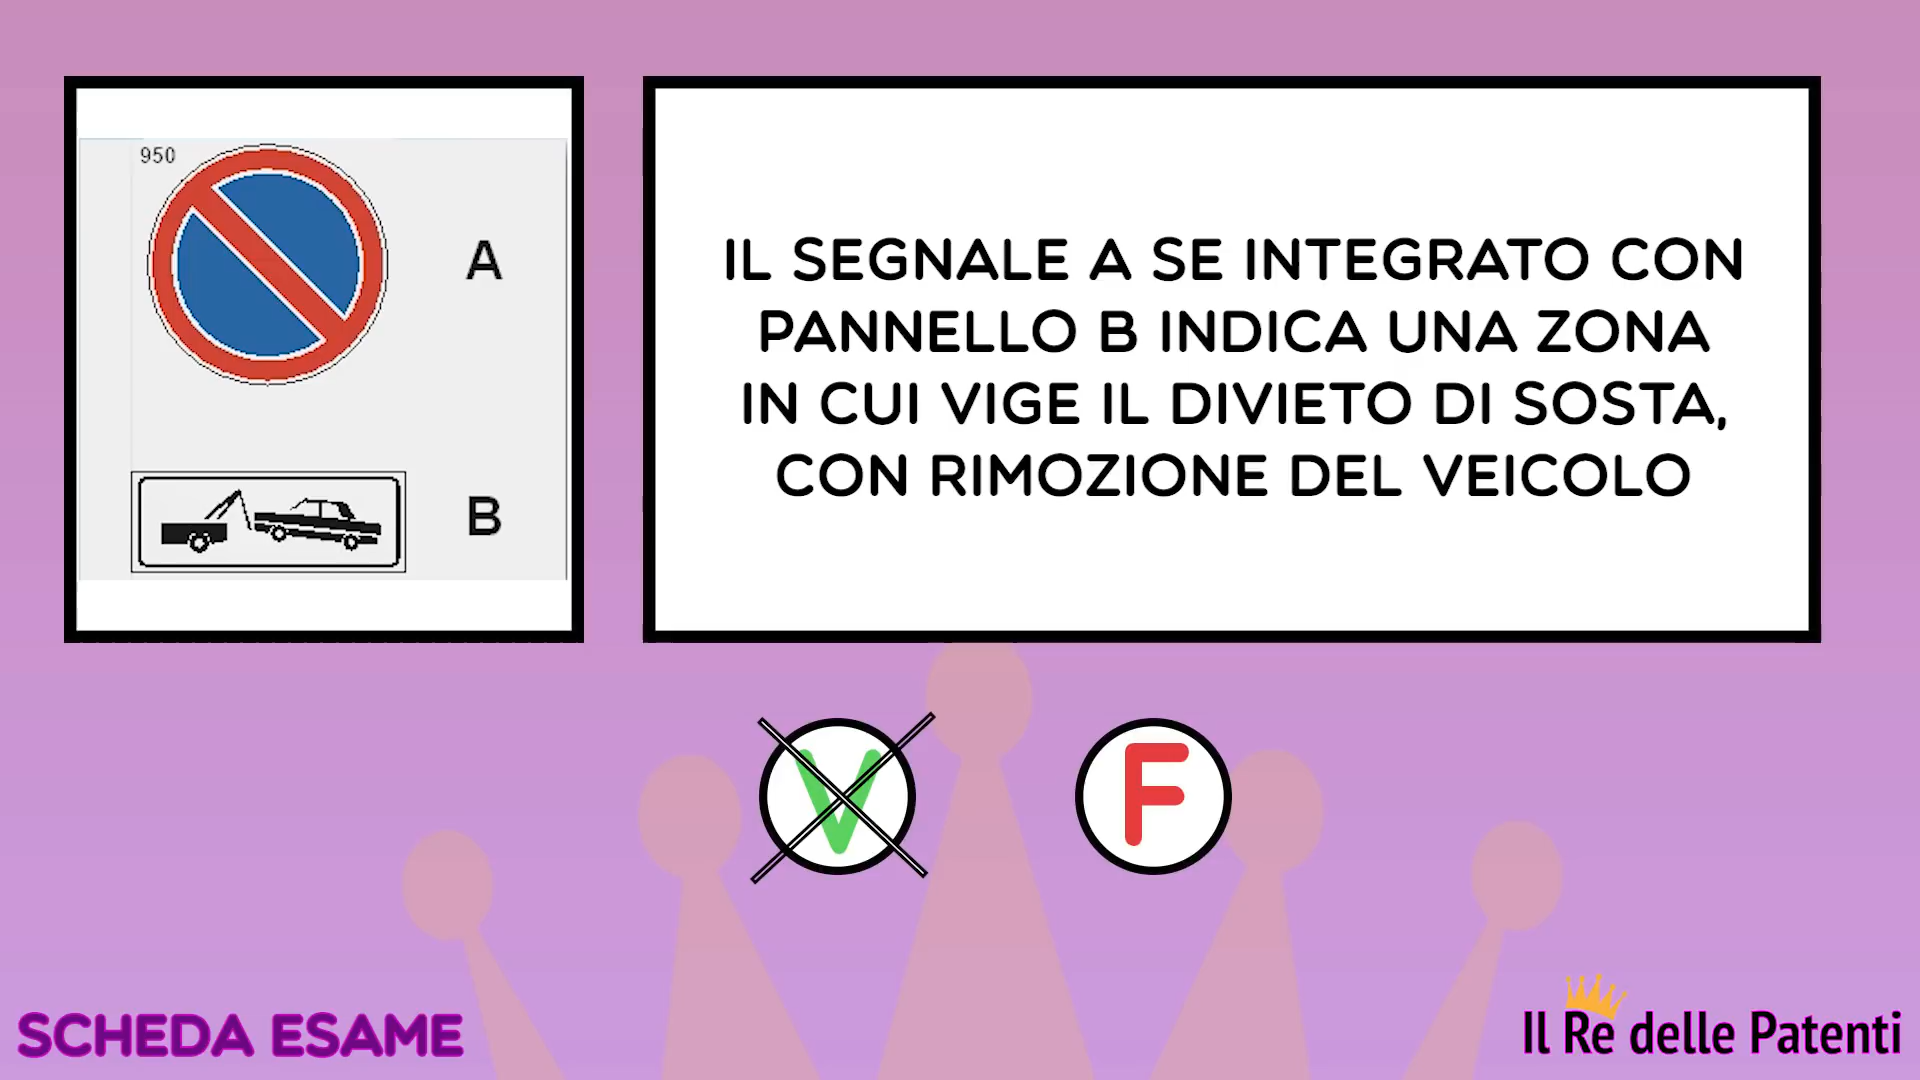 950
A
B
IL SEGNALE A SE INTEGRATO CON
PANNELLO B INDICA UNA ZONA
IN CUI VIGE IL DIVIETO DI SOSTA,
CON RIMOZIONE DEL VEICOLO
V
F
SCHEDA ESAME
Il Re delle Patenti